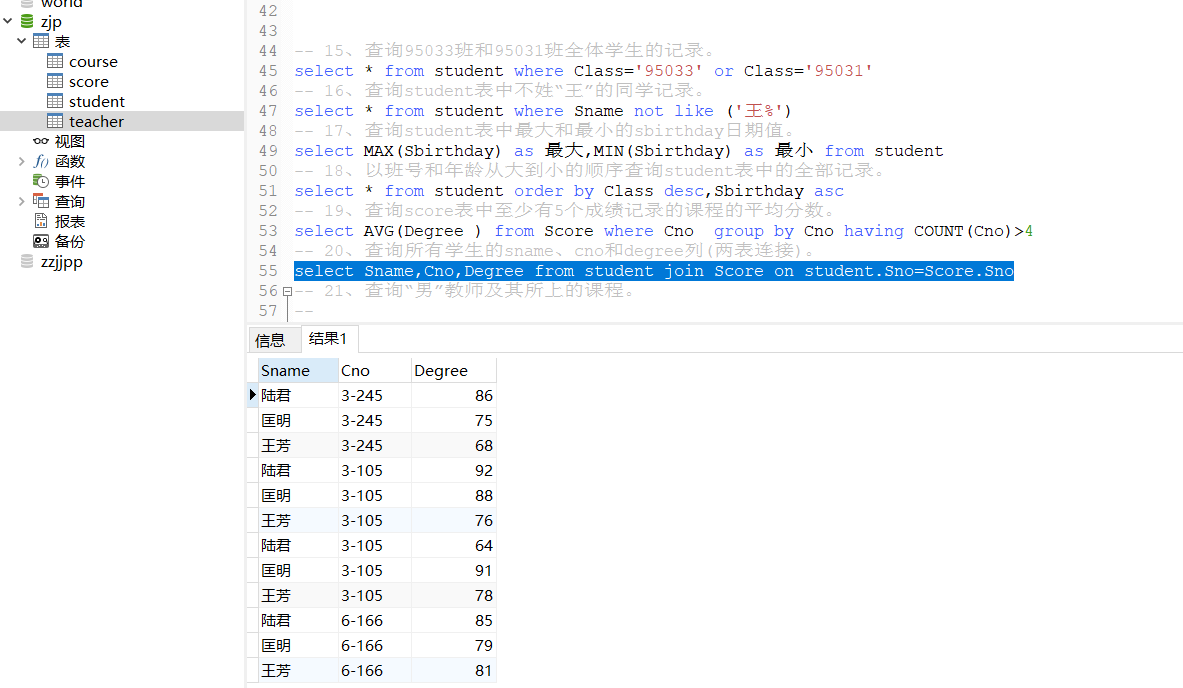 world
zjp
表
course
score
student
teacher
视图
函数
事件
查询
报表
备份
zzjjpp
42
43
44 -- 15、查询95033班和95031班全体学生的记录。
45 select * from student where Class='95033' or Class='95031'
46 -- 16、查询student表中不姓“王”的同学记录。
47 select * from student where Sname not like ('王%')
48 -- 17、查询student表中最大和最小的sbirthday日期值。
49 select MAX(Sbirthday) as 最大,MIN(Sbirthday) as 最小 from student
50 -- 18、以班号和年龄从大到小的顺序查询student表中的全部记录。
51 select * from student order by Class desc,Sbirthday asc
52 -- 19、查询score表中至少有5个成绩记录的课程的平均分数。
53 select AVG(Degree ) from Score where Cno  group by Cno having COUNT(Cno)>4
54 -- 20、查询所有学生的sname、cno和degree列(两表连接)。
55 select Sname,Cno,Degree from student join Score on student.Sno=Score.Sno
56 -- 21、查询“男”教师及其所上的课程。
57 --
信息 结果1
Sname Cno Degree
陆君 3-245 86
匡明 3-245 75
王芳 3-245 68
陆君 3-105 92
匡明 3-105 88
王芳 3-105 76
陆君 3-105 64
匡明 3-105 91
王芳 3-105 78
陆君 6-166 85
匡明 6-166 79
王芳 6-166 81